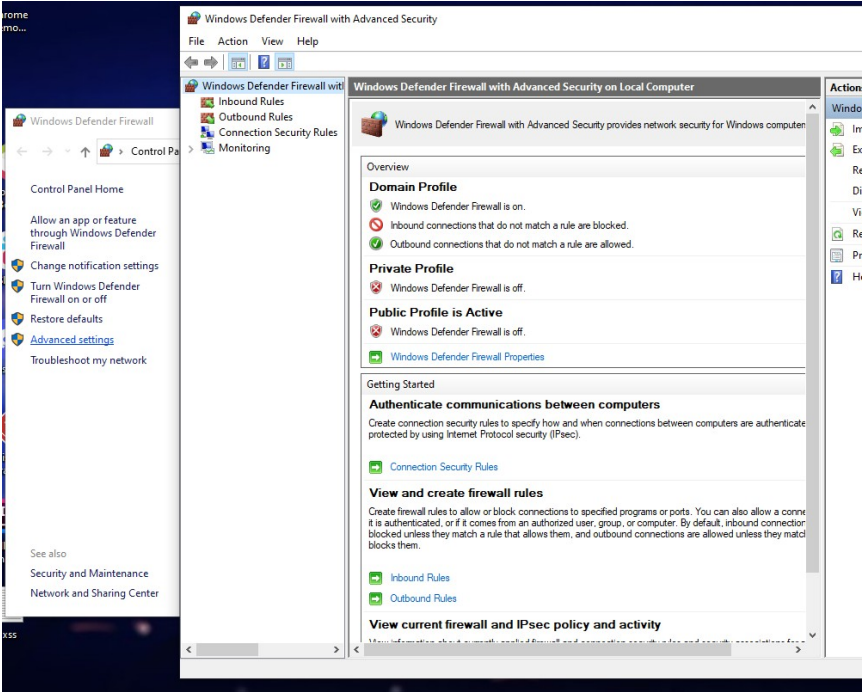 rome
emo...
Windows Defender Firewall with Advanced Security
File Action View Help
Windows Defender Firewall with
Inbound Rules
Outbound Rules
Connection Security Rules
Monitoring
Windows Defender Firewall with Advanced Security on Local Computer
Windows Defender Firewall with Advanced Security provides network security for Windows computer
Overview
Domain Profile
Windows Defender Firewall is on.
Inbound connections that do not match a rule are blocked.
Outbound connections that do not match a rule are allowed.
Private Profile
Windows Defender Firewall is off.
Public Profile is Active
Windows Defender Firewall is off.
Windows Defender Firewall Properties
Getting Started
Authenticate communications between computers
Create connection security rules to specify how and when connections between computers are authenticate
protected by using Internet Protocol security (IPsec).
Connection Security Rules
View and create firewall rules
Create firewall rules to allow or block connections to specified programs or ports. You can also allow a conne
it is authenticated, or if it comes from an authorized user, group, or computer. By default, inbound connection
blocked unless they match a rule that allows them, and outbound connections are allowed unless they match
blocks them.
Inbound Rules
Outbound Rules
View current firewall and IPsec policy and activity
Action
Windo
Im
Ex
Re
Di
Vi
Re
Pr
He
Windows Defender Firewall
Control Pa
Control Panel Home
Allow an app or feature
through Windows Defender
Firewall
Change notification settings
Turn Windows Defender
Firewall on or off
Restore defaults
Advanced settings
Troubleshoot my network
See also
Security and Maintenance
Network and Sharing Center
xss